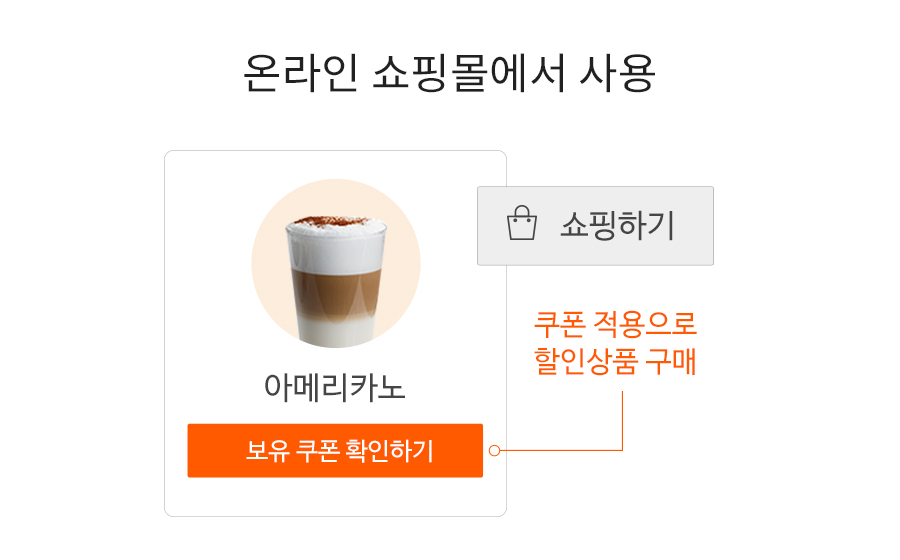 온라인 쇼핑몰에서 사용
쇼핑하기
쿠폰 적용으로
할인상품 구매
아메리카노
보유 쿠폰 확인하기